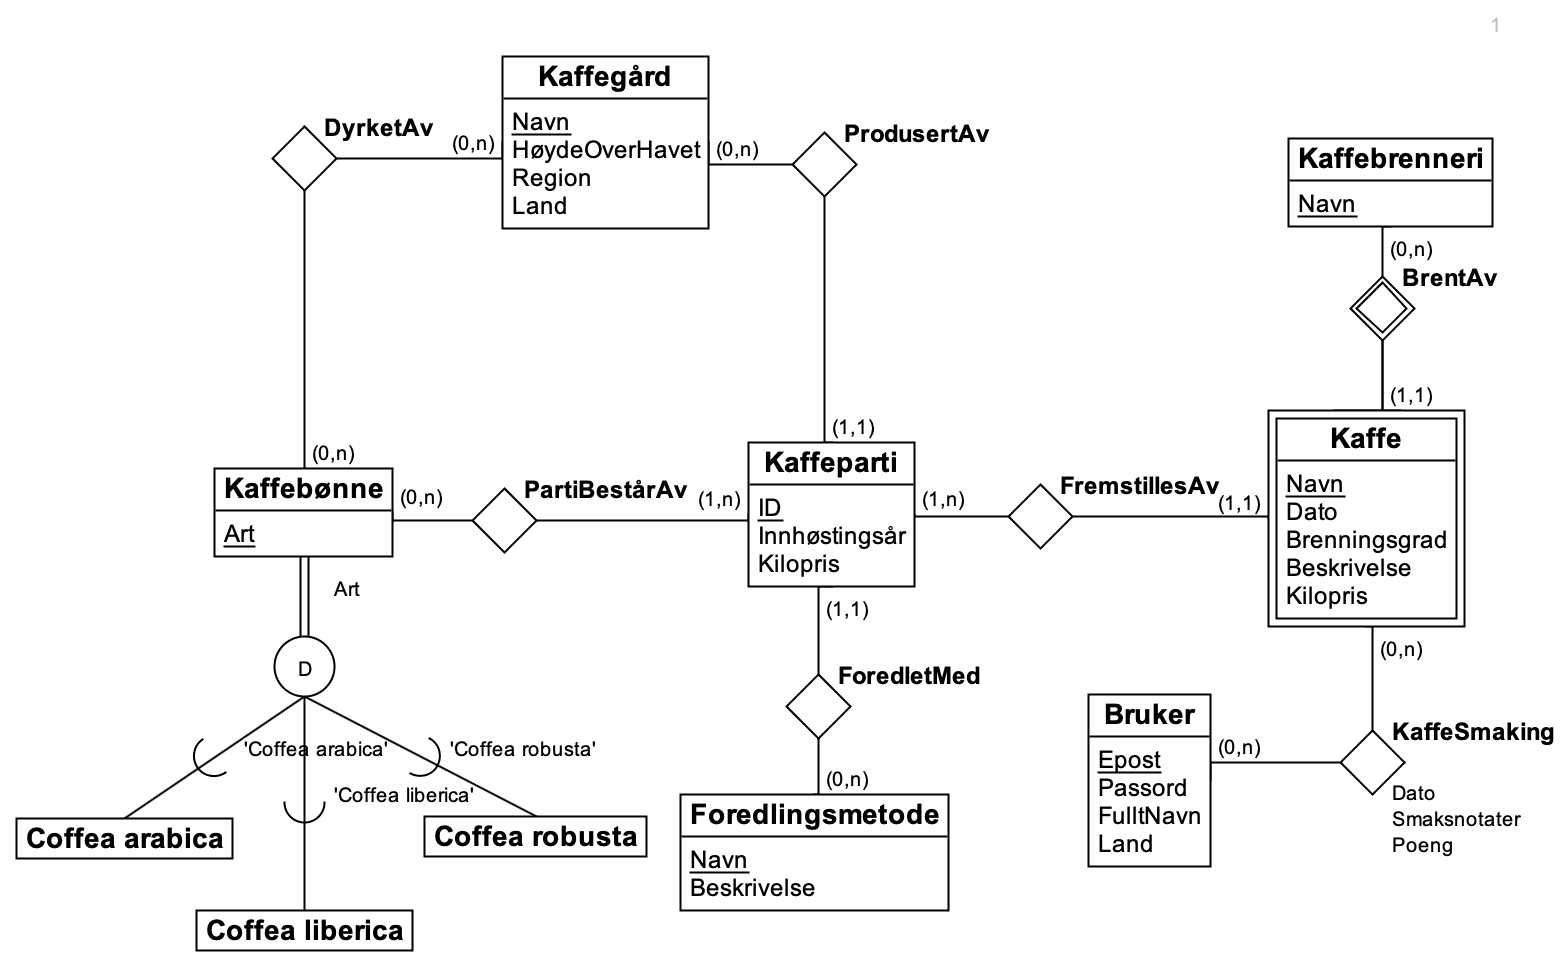 1
Kaffegård
Navn
HøydeOverHavet
Region
Land
DyrketAv
(0,n)
(0,n)
ProdusertAv
Kaffebrenneri
Navn
(0,n)
BrentAv
(1,1)
(0,n)
(1,1)
Kaffebønne
Art
(0,n)
PartiBestårAv
(1,n)
Kaffeparti
ID
Innhøstingsår
Kilopris
(1,n)
FremstillesAv
(1,1)
Kaffe
Navn
Dato
Brenningsgrad
Beskrivelse
Kilopris
Art
D
'Coffea arabica'
'Coffea robusta'
'Coffea liberica'
Coffea arabica
Coffea robusta
Coffea liberica
(1,1)
ForedletMed
(0,n)
Foredlingsmetode
Navn
Beskrivelse
(0,n)
Bruker
Epost
Passord
FulltNavn
Land
(0,n)
KaffeSmaking
Dato
Smaksnotater
Poeng